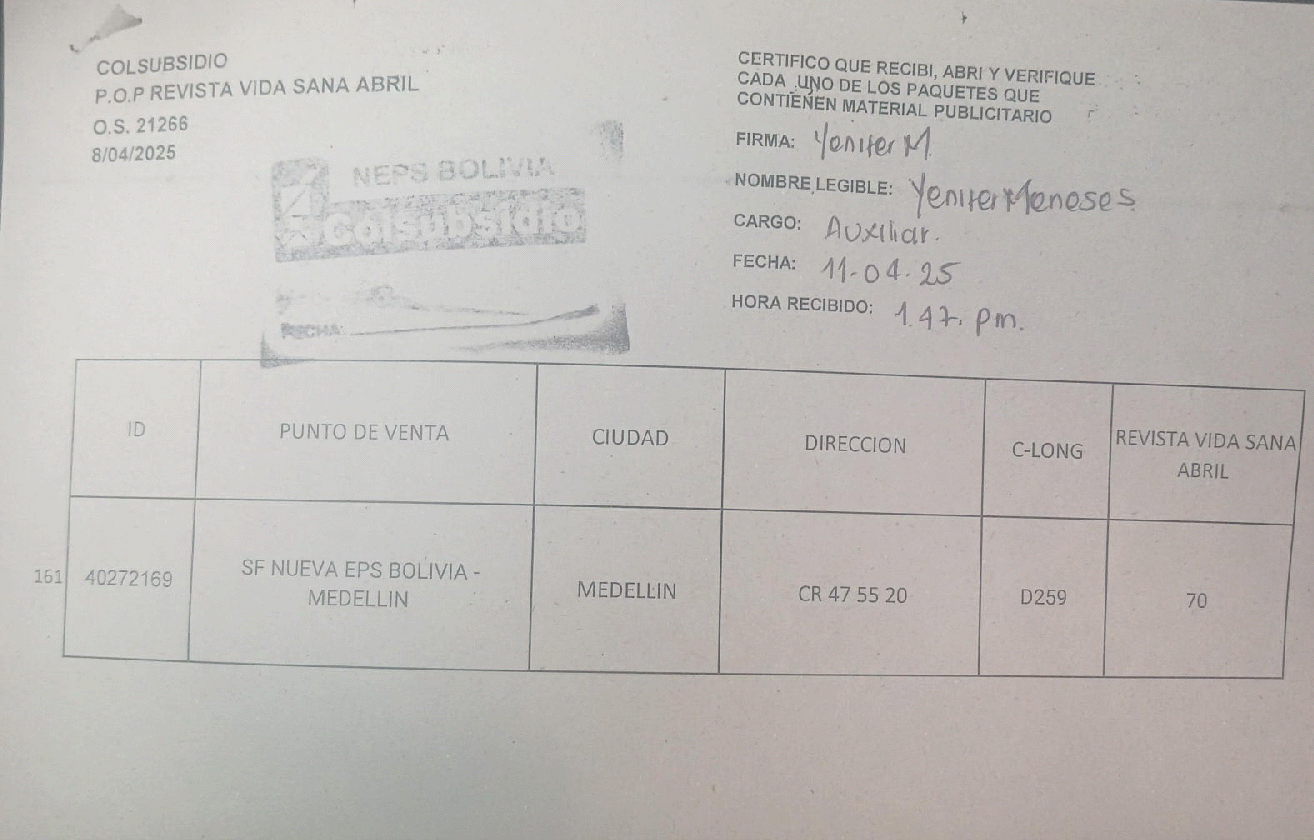 COLSUBSIDIO
P.O.P REVISTA VIDA SANA ABRIL
O.S. 21266
8/04/2025
NEPS BOLIVIA
Colsubsidio
FECHA:
CERTIFICO QUE RECIBI, ABRI Y VERIFIQUE
CADA UNO DE LOS PAQUETES QUE
CONTIENEN MATERIAL PUBLICITARIO
FIRMA: Yenifer M.
NOMBRE LEGIBLE: Yenifer Meneses
CARGO: Auxiliar.
FECHA: 11-04-25
HORA RECIBIDO: 1.47. pm.
ID PUNTO DE VENTA CIUDAD DIRECCION C-LONG REVISTA VIDA SANA
ABRIL
161 40272169 SF NUEVA EPS BOLIVIA - MEDELLIN CR 47 55 20 D259 70
MEDELLIN